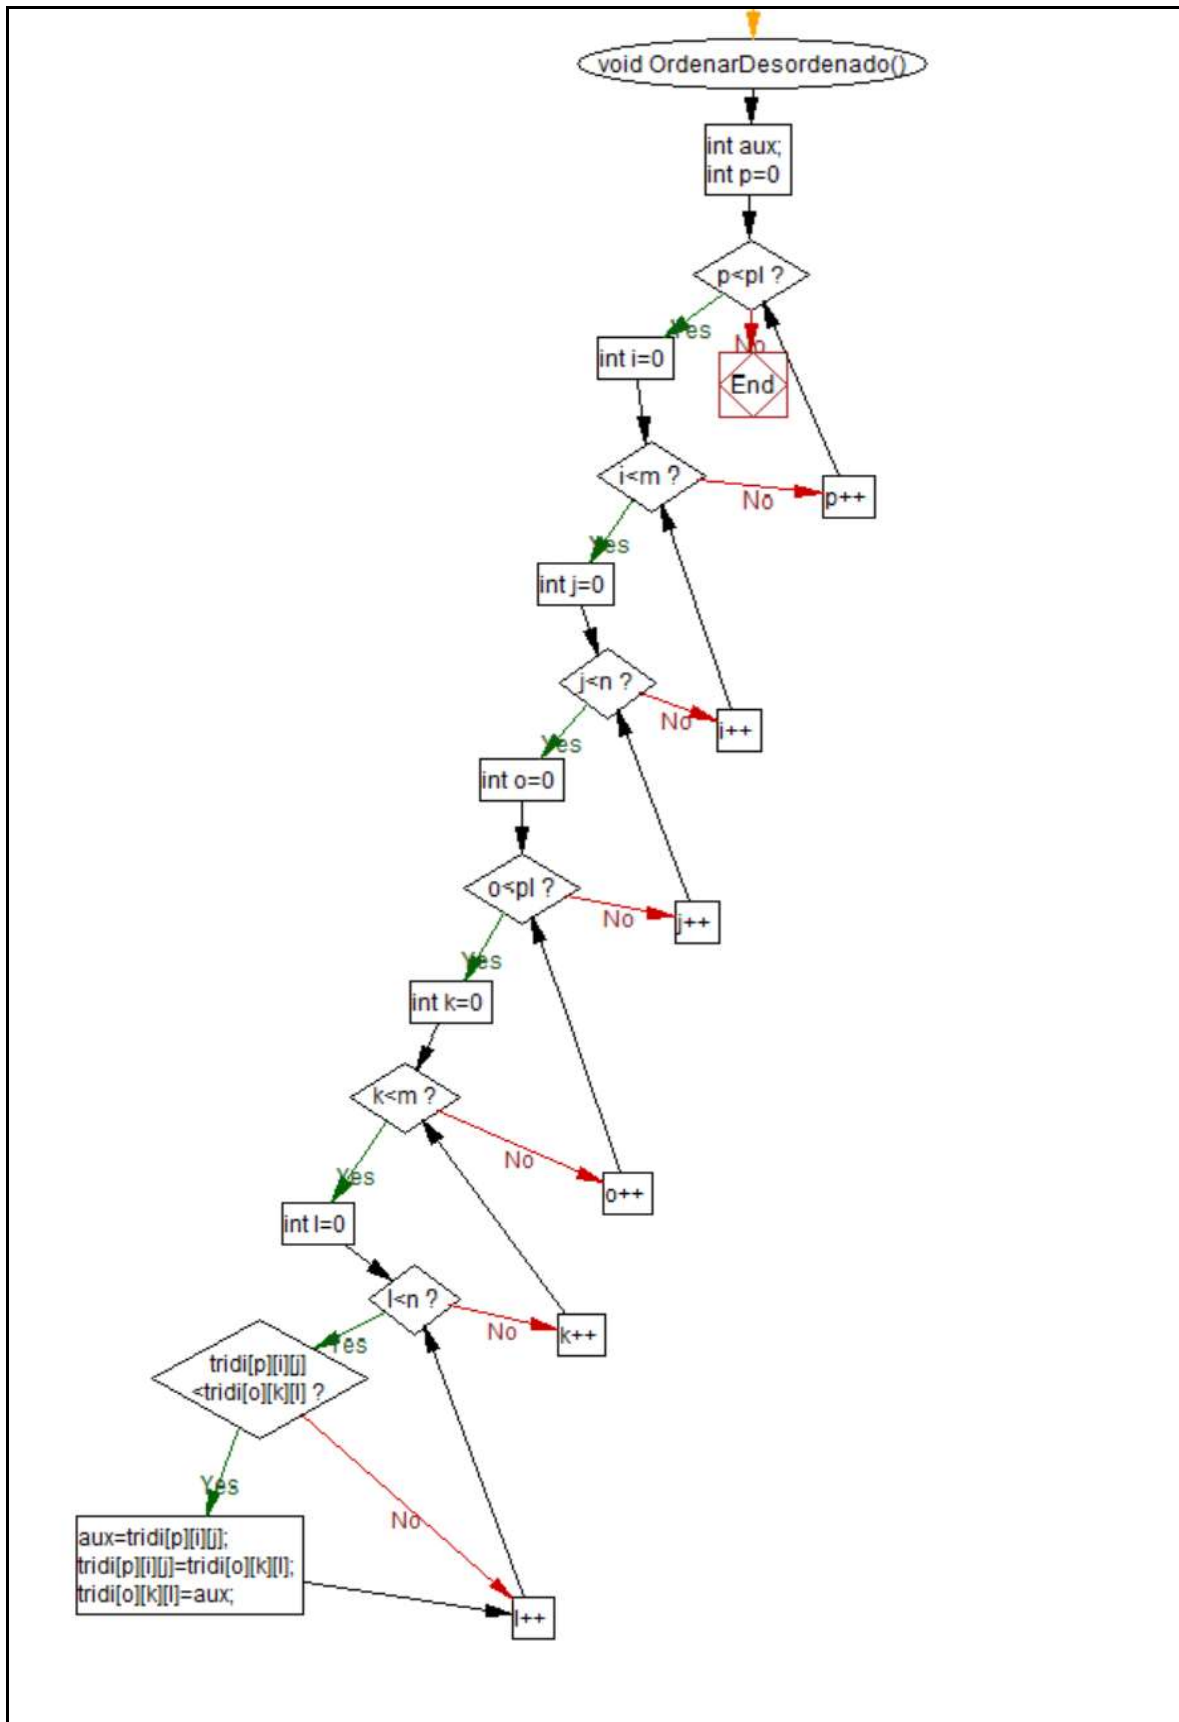 void OrdenarDesordenado()
int aux;
int p=0
p<pl ?
Yes
No
int i=0
End
i<m ?
No
p++
Yes
int j=0
j<n ?
No
i++
Yes
int o=0
o<pl ?
No
j++
Yes
int k=0
k<m ?
No
o++
Yes
int l=0
l<n ?
No
k++
Yes
tridi[p][i][j]
<tridi[o][k][l] ?
Yes
No
aux=tridi[p][i][j];
tridi[p][i][j]=tridi[o][k][l];
tridi[o][k][l]=aux;
l++